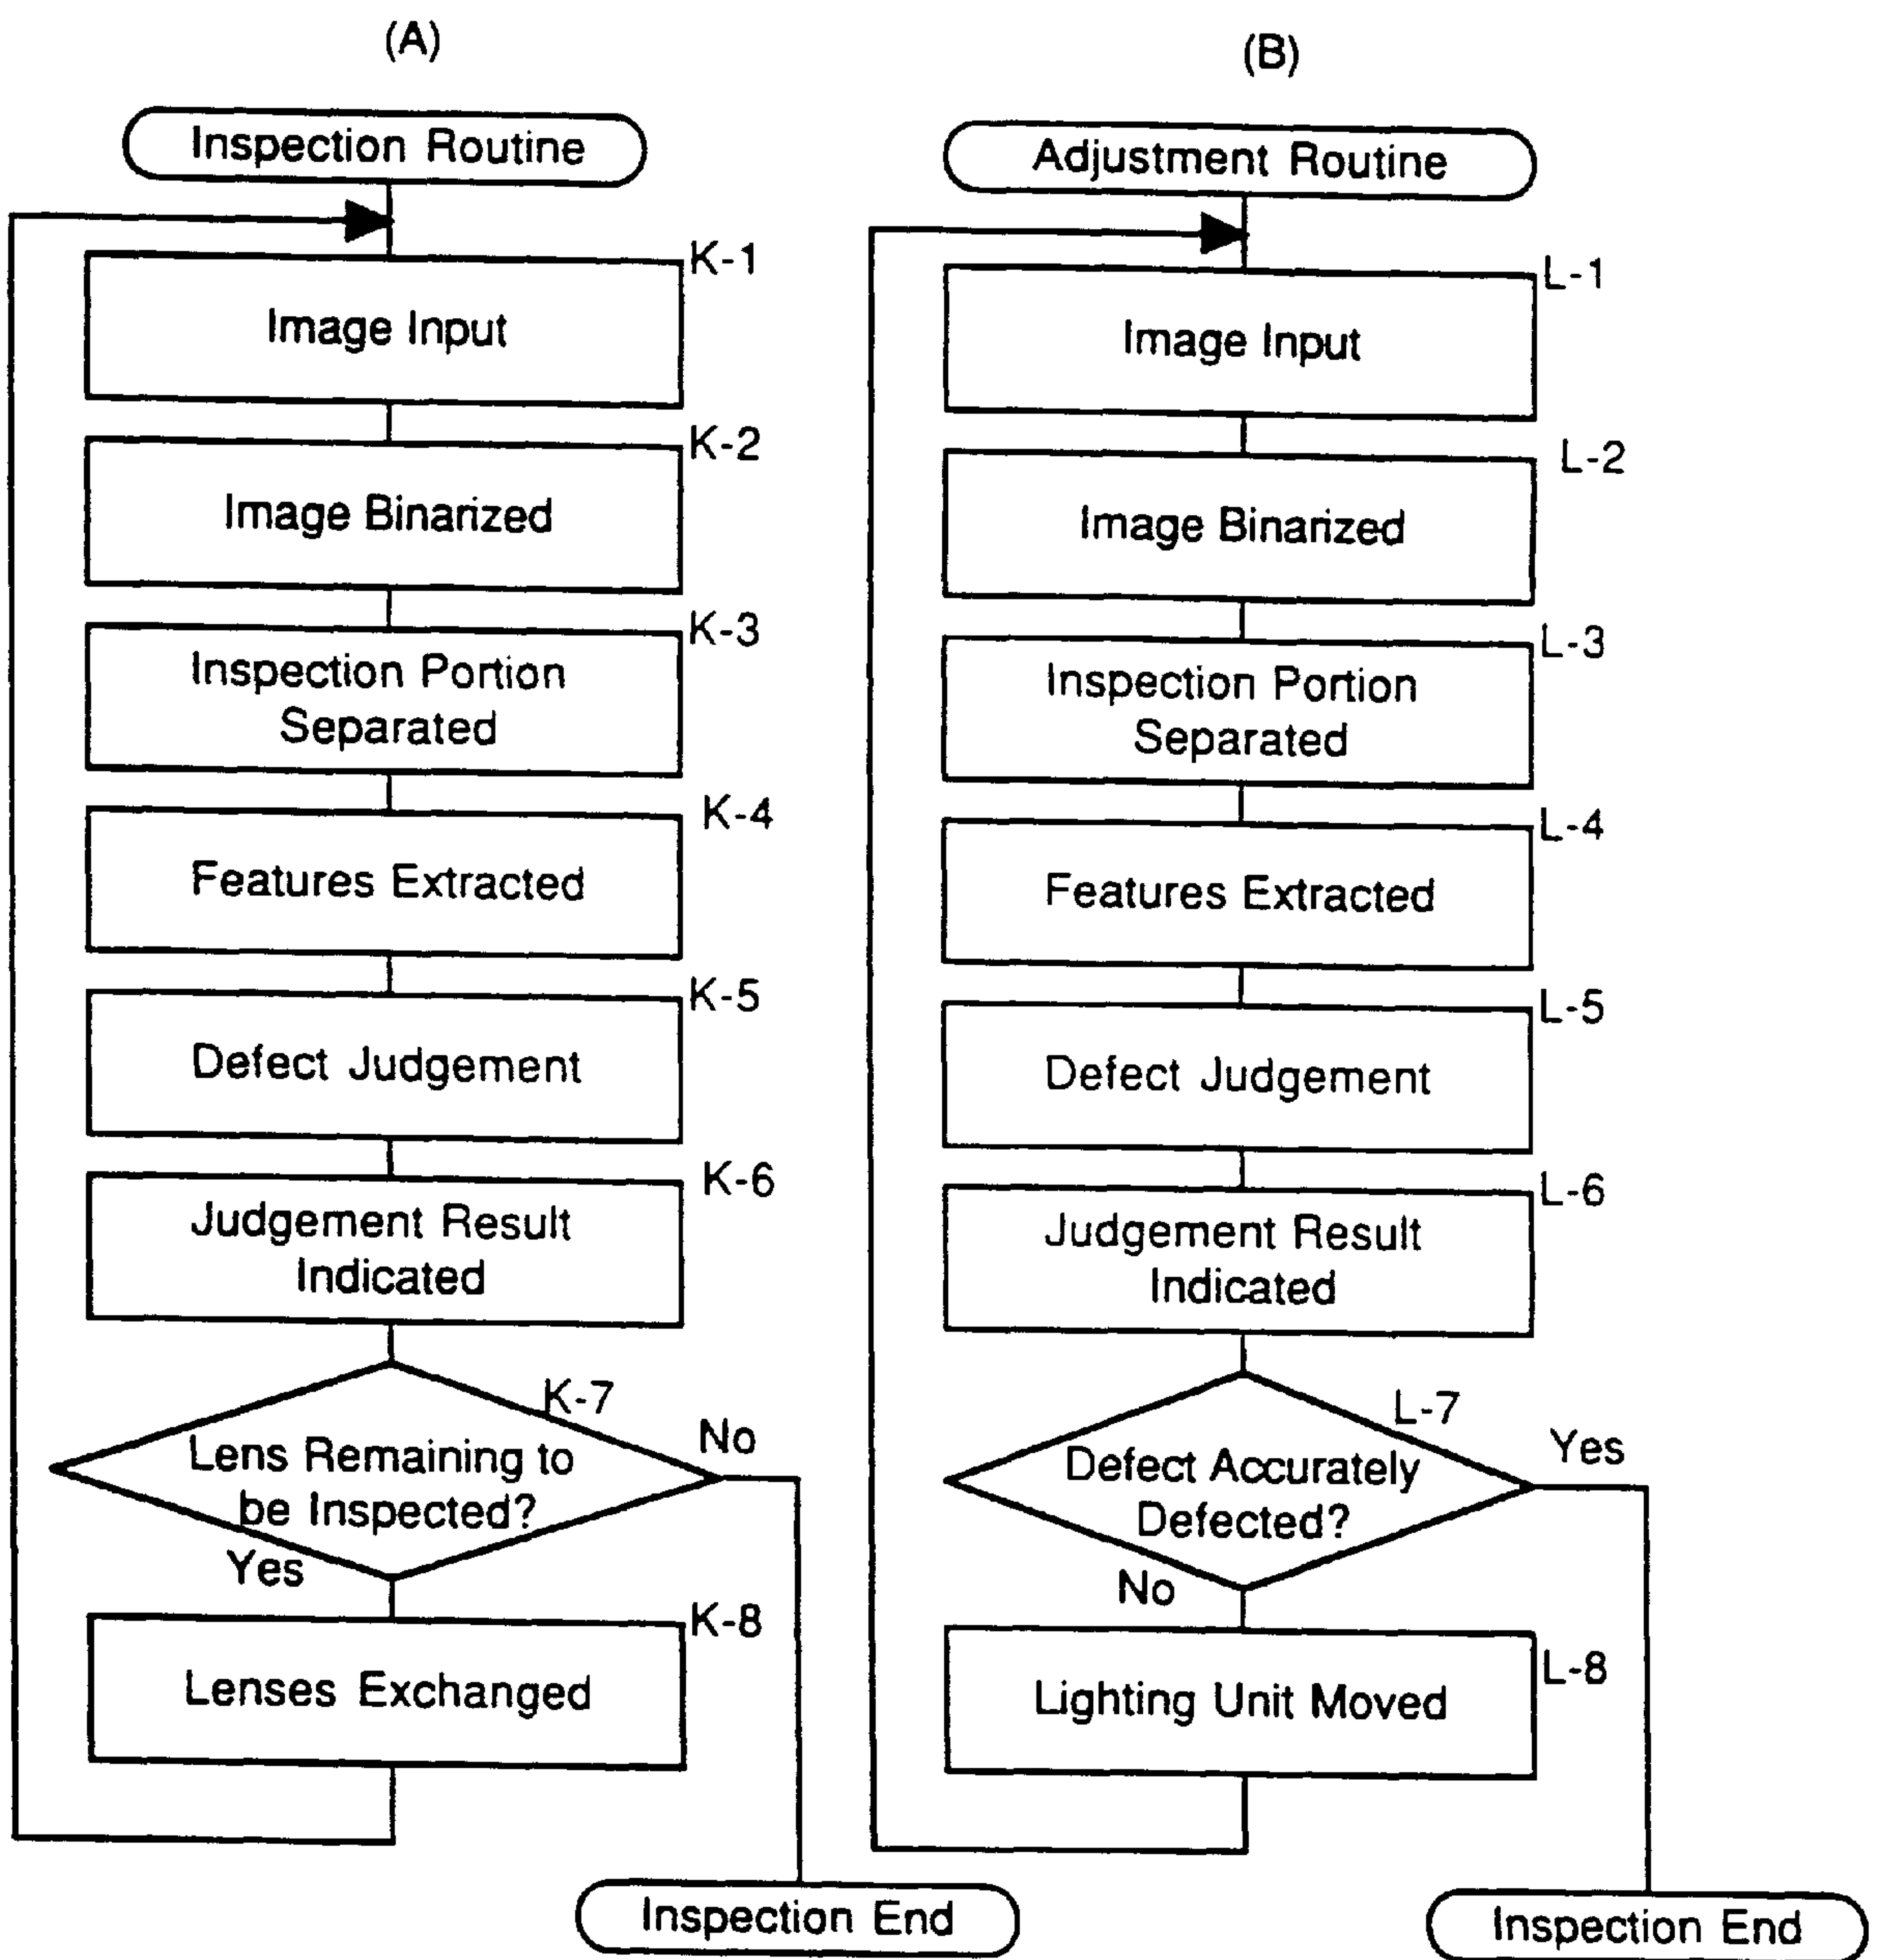 (A)
Inspection Routine
K-1
Image Input
K-2
Image Binarized
K-3
Inspection Portion
Separated
K-4
Features Extracted
K-5
Defect Judgement
K-6
Judgement Result
Indicated
K-7
No
Lens Remaining to
be Inspected?
Yes
K-8
Lenses Exchanged
Inspection End
(B)
Adjustment Routine
L-1
Image Input
L-2
Image Binarized
L-3
Inspection Portion
Separated
L-4
Features Extracted
L-5
Defect Judgement
L-6
Judgement Result
Indicated
L-7
Yes
Defect Accurately
Defected?
No
L-8
Lighting Unit Moved
Inspection End